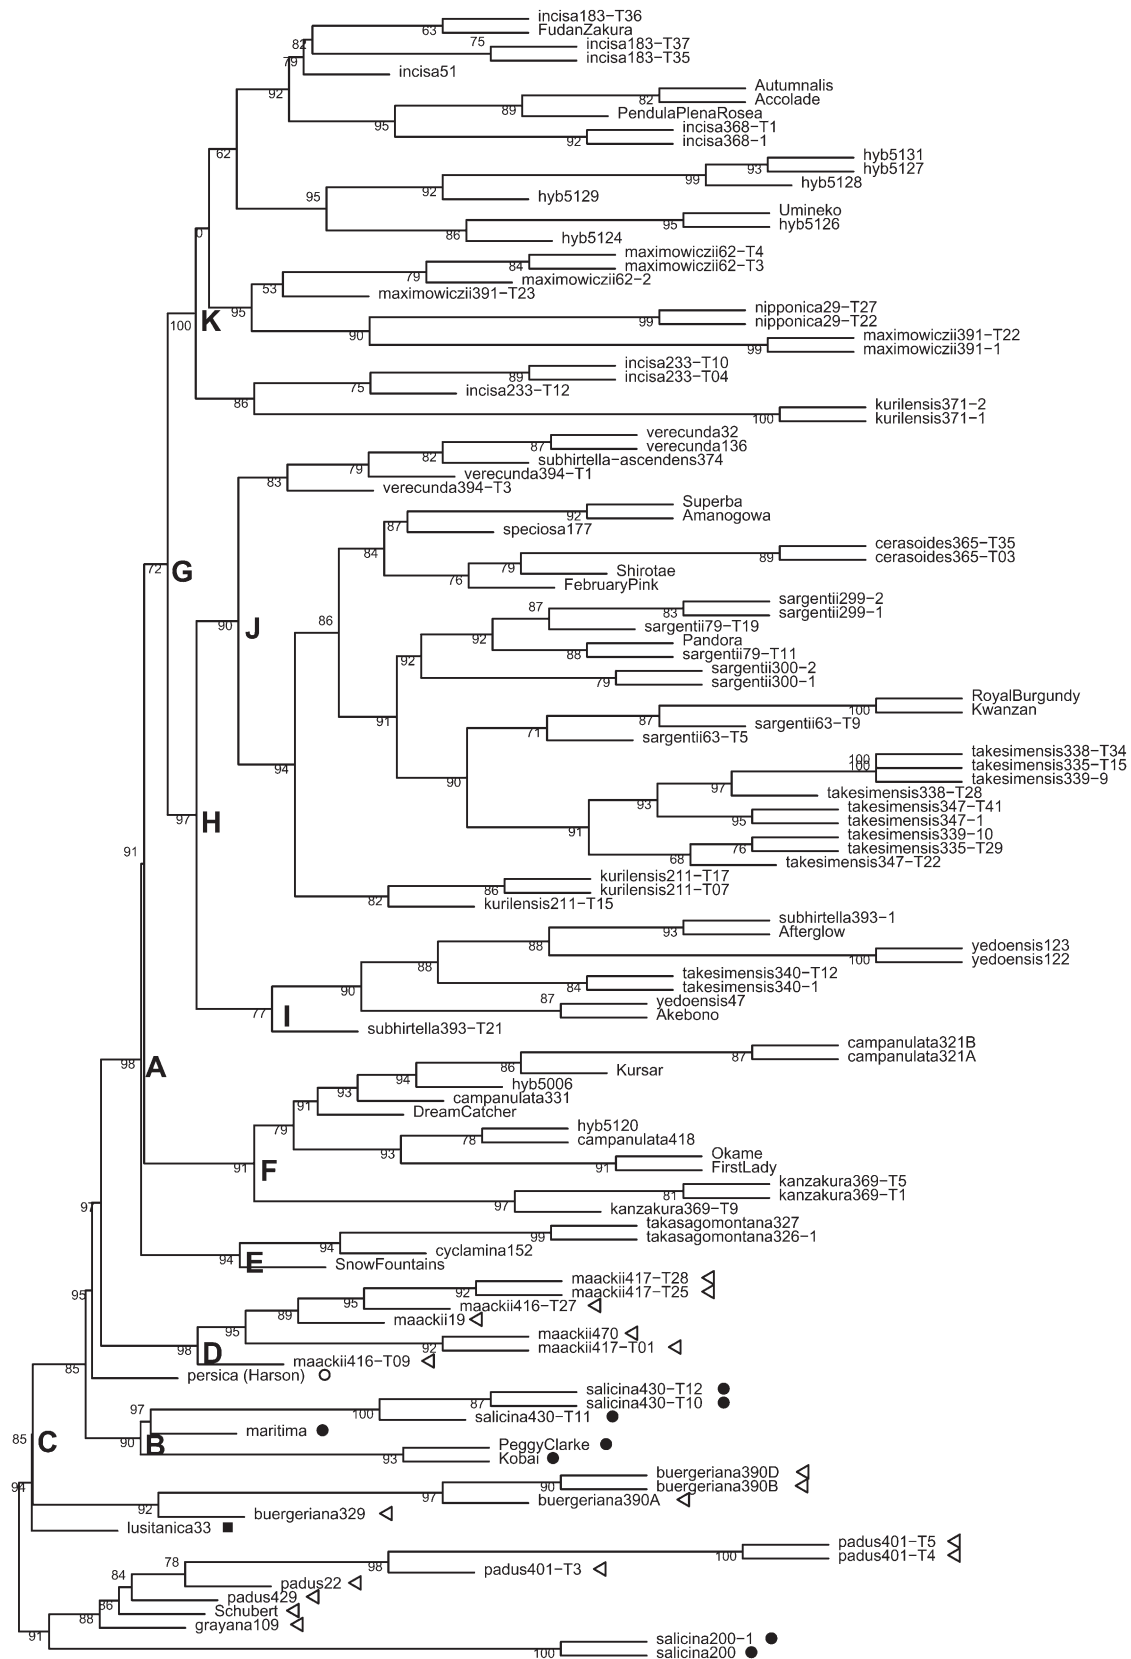 incisa183−T36
63
FudanZakura
82
75
incisa183−T37
incisa183−T35
79
incisa51
92
Autumnalis
82
Accolade
89
PendulaPlenaRosea
95
incisa368−T1
92
incisa368−1
62
hyb5131
93
hyb5127
99
hyb5128
92
95
hyb5129
Umineko
95
hyb5126
86
hyb5124
0
maximowiczii62−T4
84
maximowiczii62−T3
79
maximowiczii62−2
53
maximowiczii391−T23
95
nipponica29−T27
99
nipponica29−T22
K
100
90
maximowiczii391−T22
99
maximowiczii391−1
incisa233−T10
89
incisa233−T04
75
incisa233−T12
86
kurilensis371−2
100
kurilensis371−1
verecunda32
87
verecunda136
82
subhirtella−ascendens374
79
verecunda394−T1
83
verecunda394−T3
Superba
92
Amanogowa
87
speciosa177
84
cerasoides365−T35
89
cerasoides365−T03
79
Shirotae
76
FebruaryPink
72
G
sargentii299−2
87
83
sargentii299−1
sargentii79−T19
86
90
J
92
Pandora
88
sargentii79−T11
92
sargentii300−2
79
sargentii300−1
91
RoyalBurgundy
100
Kwanzan
87
sargentii63−T9
71
sargentii63−T5
94
90
takesimensis338−T34
100
100
takesimensis335−T15
takesimensis339−9
97
takesimensis338−T28
93
takesimensis347−T41
95
takesimensis347−1
97
H
91
takesimensis339−10
76
takesimensis335−T29
68
takesimensis347−T22
91
kurilensis211−T17
86
kurilensis211−T07
82
kurilensis211−T15
subhirtella393−1
93
Afterglow
88
yedoensis123
100
yedoensis122
88
takesimensis340−T12
84
takesimensis340−1
90
87
yedoensis47
Akebono
77
I
subhirtella393−T21
98
A
campanulata321B
87
campanulata321A
86
Kursar
94
hyb5006
93
campanulata331
91
DreamCatcher
79
hyb5120
78
campanulata418
93
Okame
91
FirstLady
91
F
kanzakura369−T5
81
kanzakura369−T1
97
kanzakura369−T9
97
takasagomontana327
99
takasagomontana326−1
94
cyclamina152
94
E
SnowFountains
maackii417−T28
92
maackii417−T25
95
95
maackii416−T27
89
maackii19
95
maackii470
92
maackii417−T01
98
D
maackii416−T09
85
persica (Harson)
salicina430−T12
87
salicina430−T10
97
100
salicina430−T11
maritima
85
C
90
B
PeggyClarke
93
Kobai
buergeriana390D
90
buergeriana390B
94
97
buergeriana390A
92
buergeriana329
lusitanica33
padus401−T5
100
padus401−T4
78
98
padus401−T3
84
padus22
padus429
86
Schubert
88
grayana109
91
salicina200−1
100
salicina200